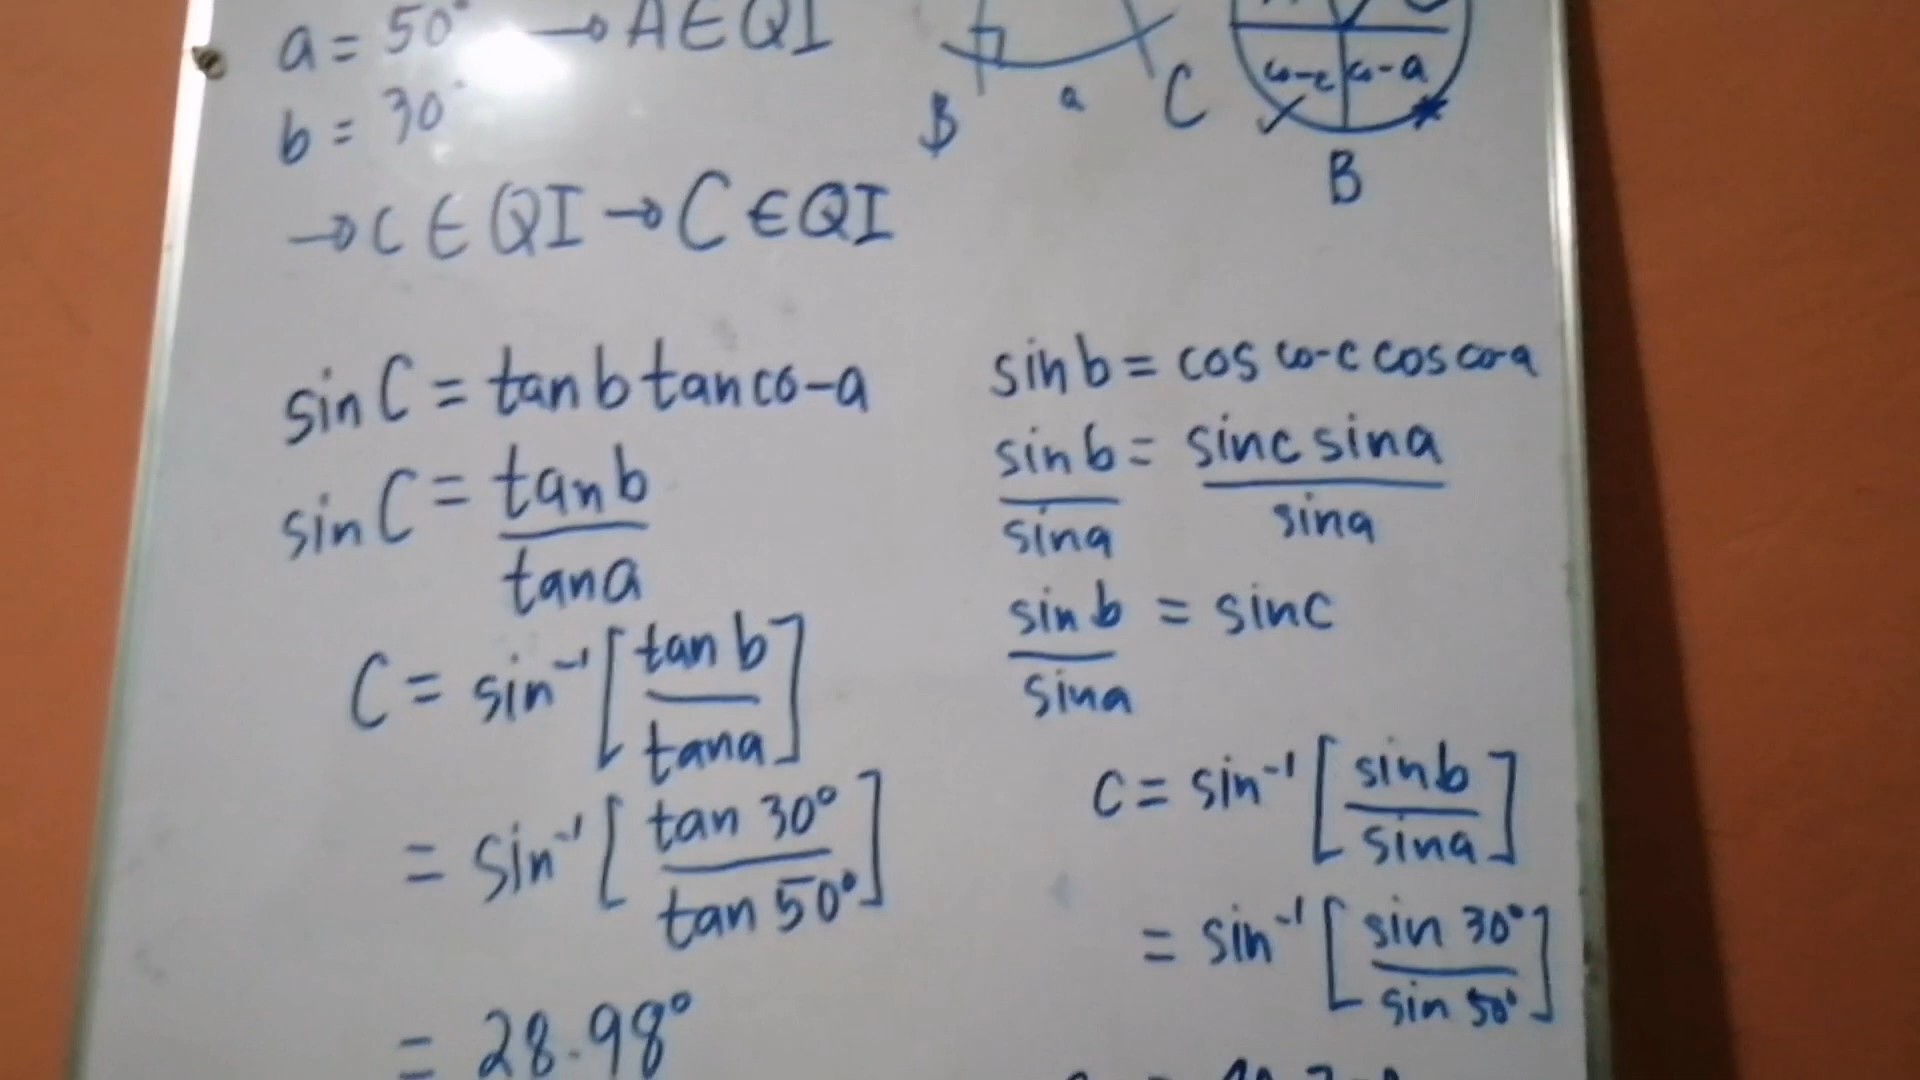 a = 50° → A ∈ QI
b = 30°
→ c ∈ QI → C ∈ QI
B a C
co-c co-a
B
sin C = tan b tan co-a
sin C = tan b / tan a
C = sin⁻¹ [tan b / tan a]
= sin⁻¹ [tan 30° / tan 50°]
= 28.98°
sin b = cos co-c cos co-a
sin b / sin a = sin c sin a / sin a
sin b / sin a = sin c
c = sin⁻¹ [sin b / sin a]
= sin⁻¹ [sin 30° / sin 50°]